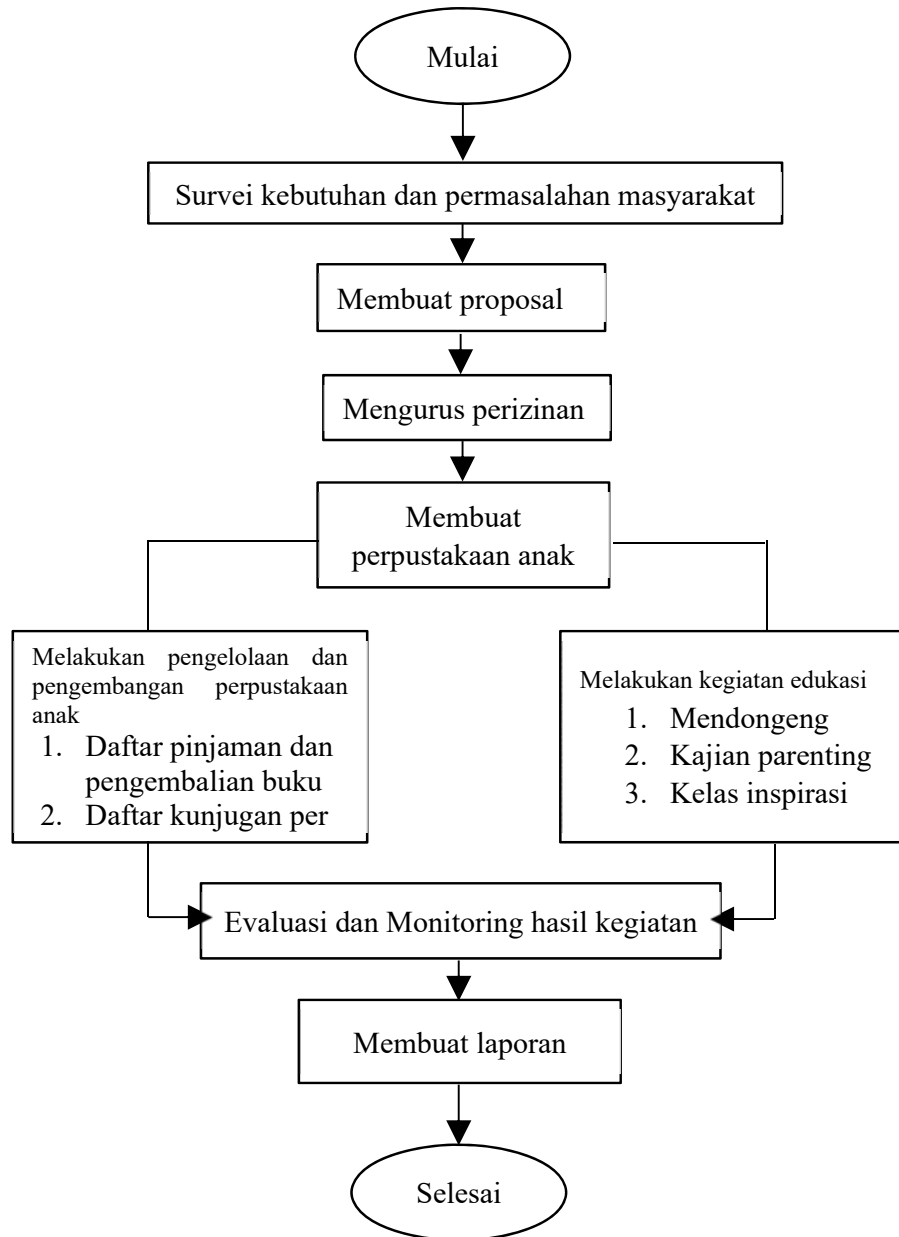 Mulai
Survei kebutuhan dan permasalahan masyarakat
Membuat proposal
Mengurus perizinan
Membuat
perpustakaan anak
Melakukan pengelolaan dan
pengembangan perpustakaan
anak
1. Daftar pinjaman dan
pengembalian buku
2. Daftar kunjugan per
Melakukan kegiatan edukasi
1. Mendongeng
2. Kajian parenting
3. Kelas inspirasi
Evaluasi dan Monitoring hasil kegiatan
Membuat laporan
Selesai